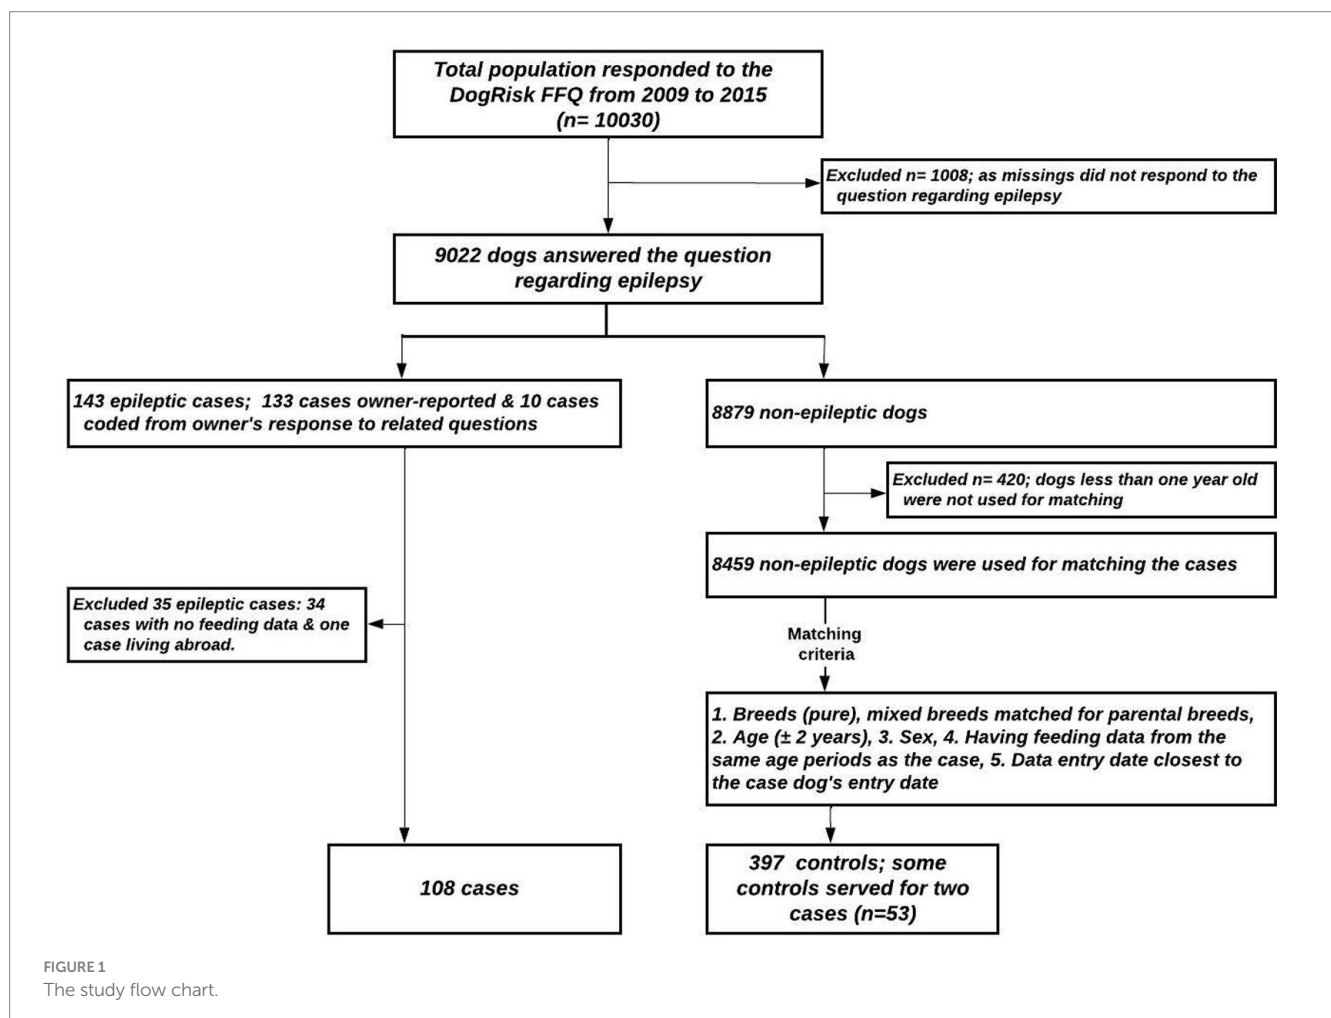 Total population responded to the
DogRisk FFQ from 2009 to 2015
(n= 10030)
Excluded n= 1008; as missings did not respond to the
question regarding epilepsy
9022 dogs answered the question
regarding epilepsy
143 epileptic cases; 133 cases owner-reported & 10 cases
coded from owner's response to related questions
8879 non-epileptic dogs
Excluded n= 420; dogs less than one year old
were not used for matching
8459 non-epileptic dogs were used for matching the cases
Excluded 35 epileptic cases: 34
cases with no feeding data & one
case living abroad.
Matching
criteria
1. Breeds (pure), mixed breeds matched for parental breeds,
2. Age (± 2 years), 3. Sex, 4. Having feeding data from the
same age periods as the case, 5. Data entry date closest to
the case dog's entry date
108 cases
397 controls; some
controls served for two
cases (n=53)
FIGURE 1
The study flow chart.